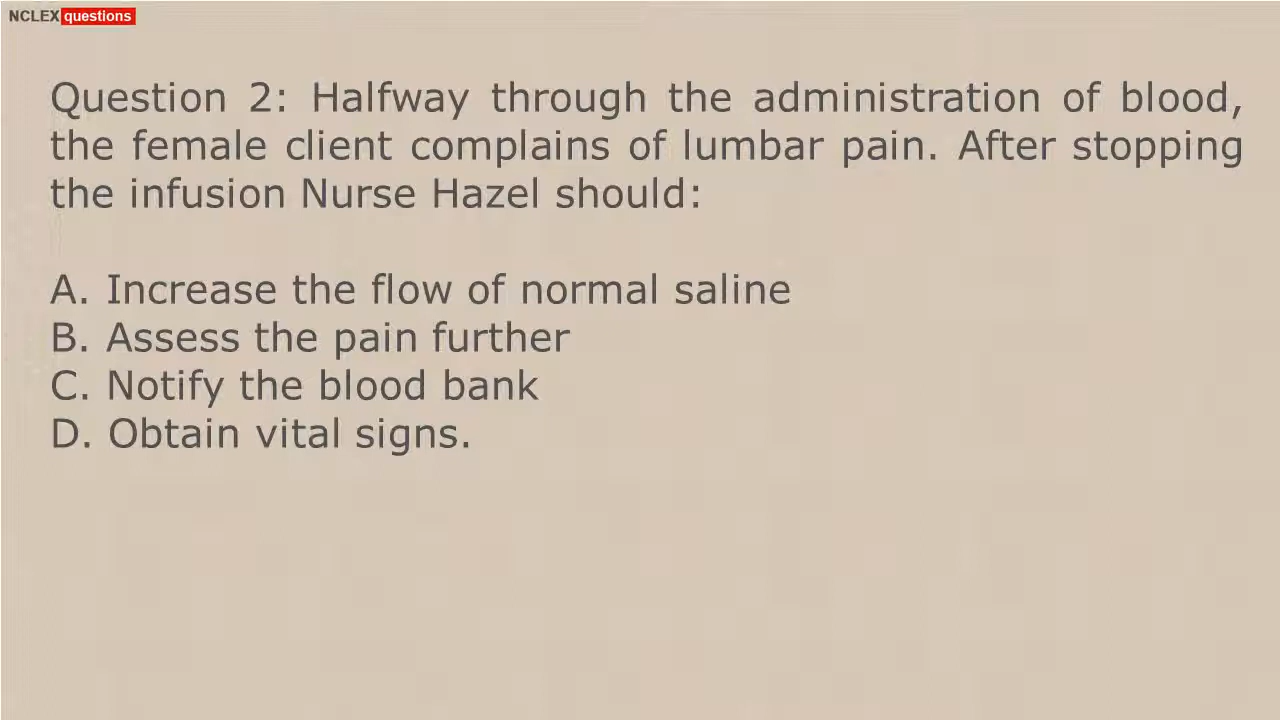 NCLEX questions
Question 2: Halfway through the administration of blood,
the female client complains of lumbar pain. After stopping
the infusion Nurse Hazel should:
A. Increase the flow of normal saline
B. Assess the pain further
C. Notify the blood bank
D. Obtain vital signs.